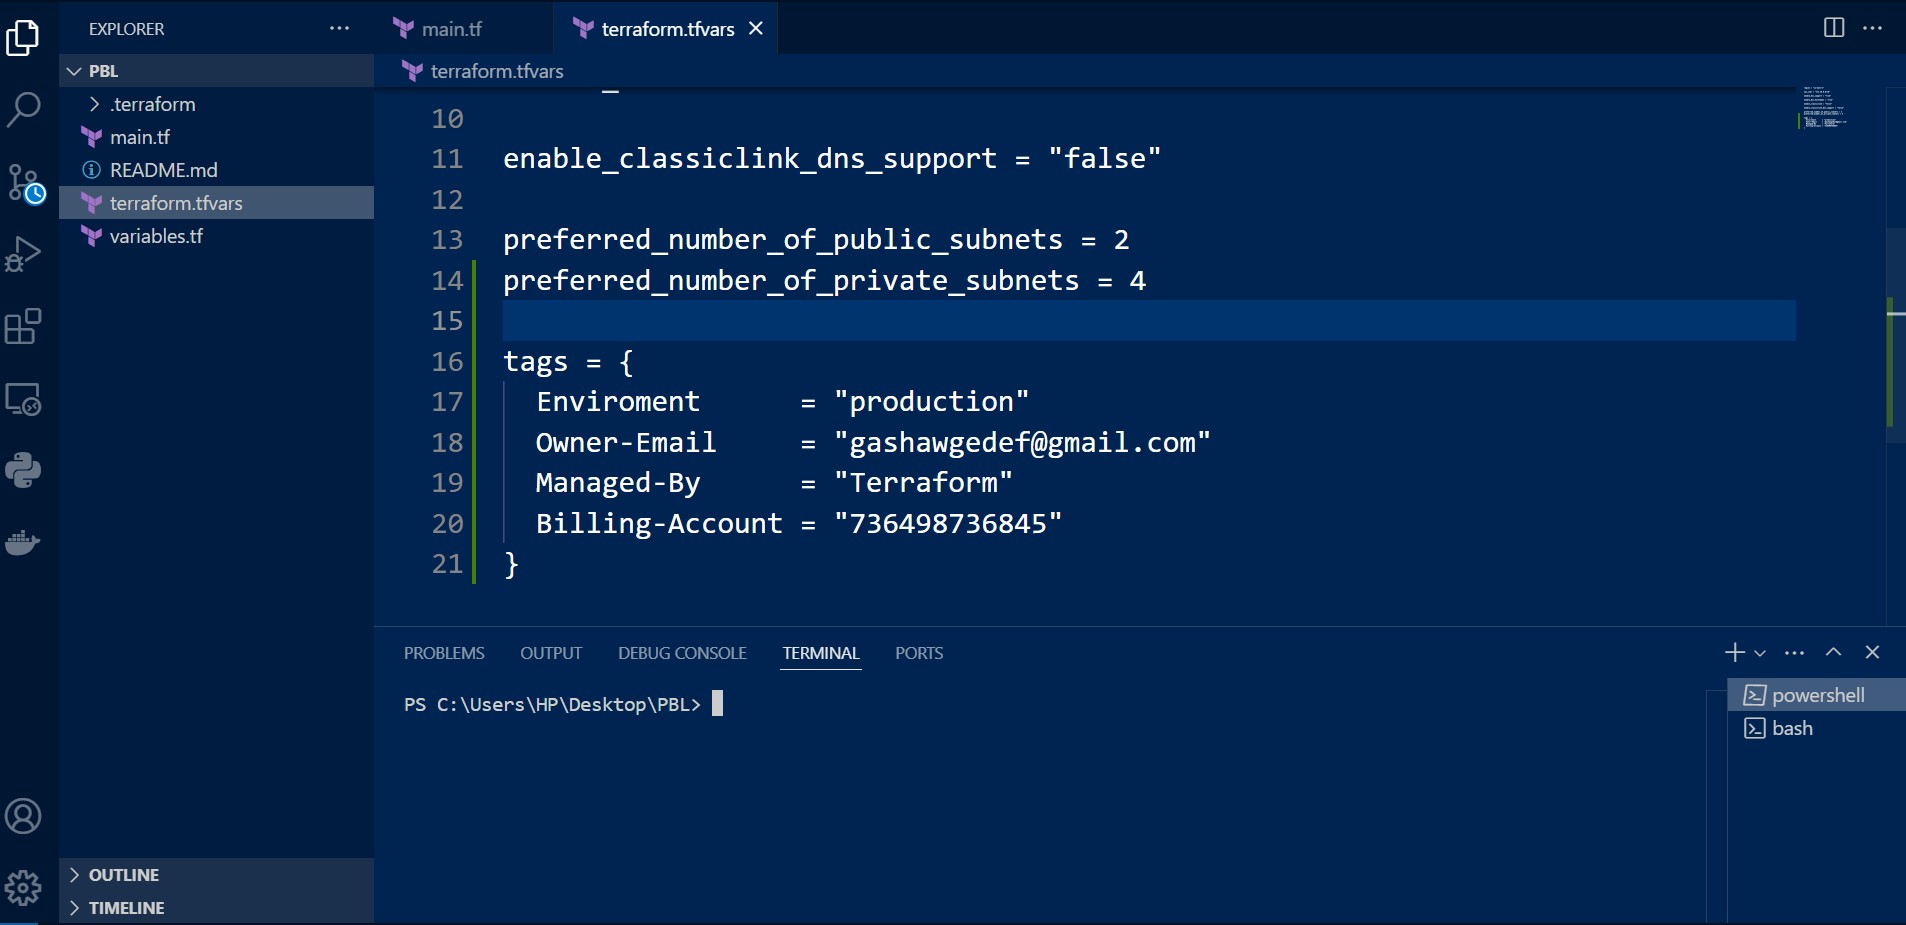 EXPLORER
PBL
.terraform
main.tf
README.md
terraform.tfvars
variables.tf
OUTLINE
TIMELINE
main.tf
terraform.tfvars
terraform.tfvars
10
11 enable_classiclink_dns_support = "false"
12
13 preferred_number_of_public_subnets = 2
14 preferred_number_of_private_subnets = 4
15
16 tags = {
17 Enviroment = "production"
18 Owner-Email = "gashawgedef@gmail.com"
19 Managed-By = "Terraform"
20 Billing-Account = "736498736845"
21 }
PROBLEMS OUTPUT DEBUG CONSOLE TERMINAL PORTS
PS C:\Users\HP\Desktop\PBL>
powershell
bash